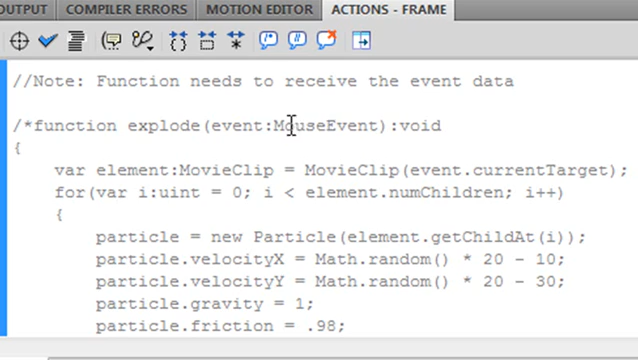 OUTPUT COMPILER ERRORS MOTION EDITOR ACTIONS - FRAME
//Note: Function needs to receive the event data
/*function explode(event:MouseEvent):void
{
var element:MovieClip = MovieClip(event.currentTarget);
for(var i:uint = 0; i < element.numChildren; i++)
{
particle = new Particle(element.getChildAt(i));
particle.velocityX = Math.random() * 20 - 10;
particle.velocityY = Math.random() * 20 - 30;
particle.gravity = 1;
particle.friction = .98;